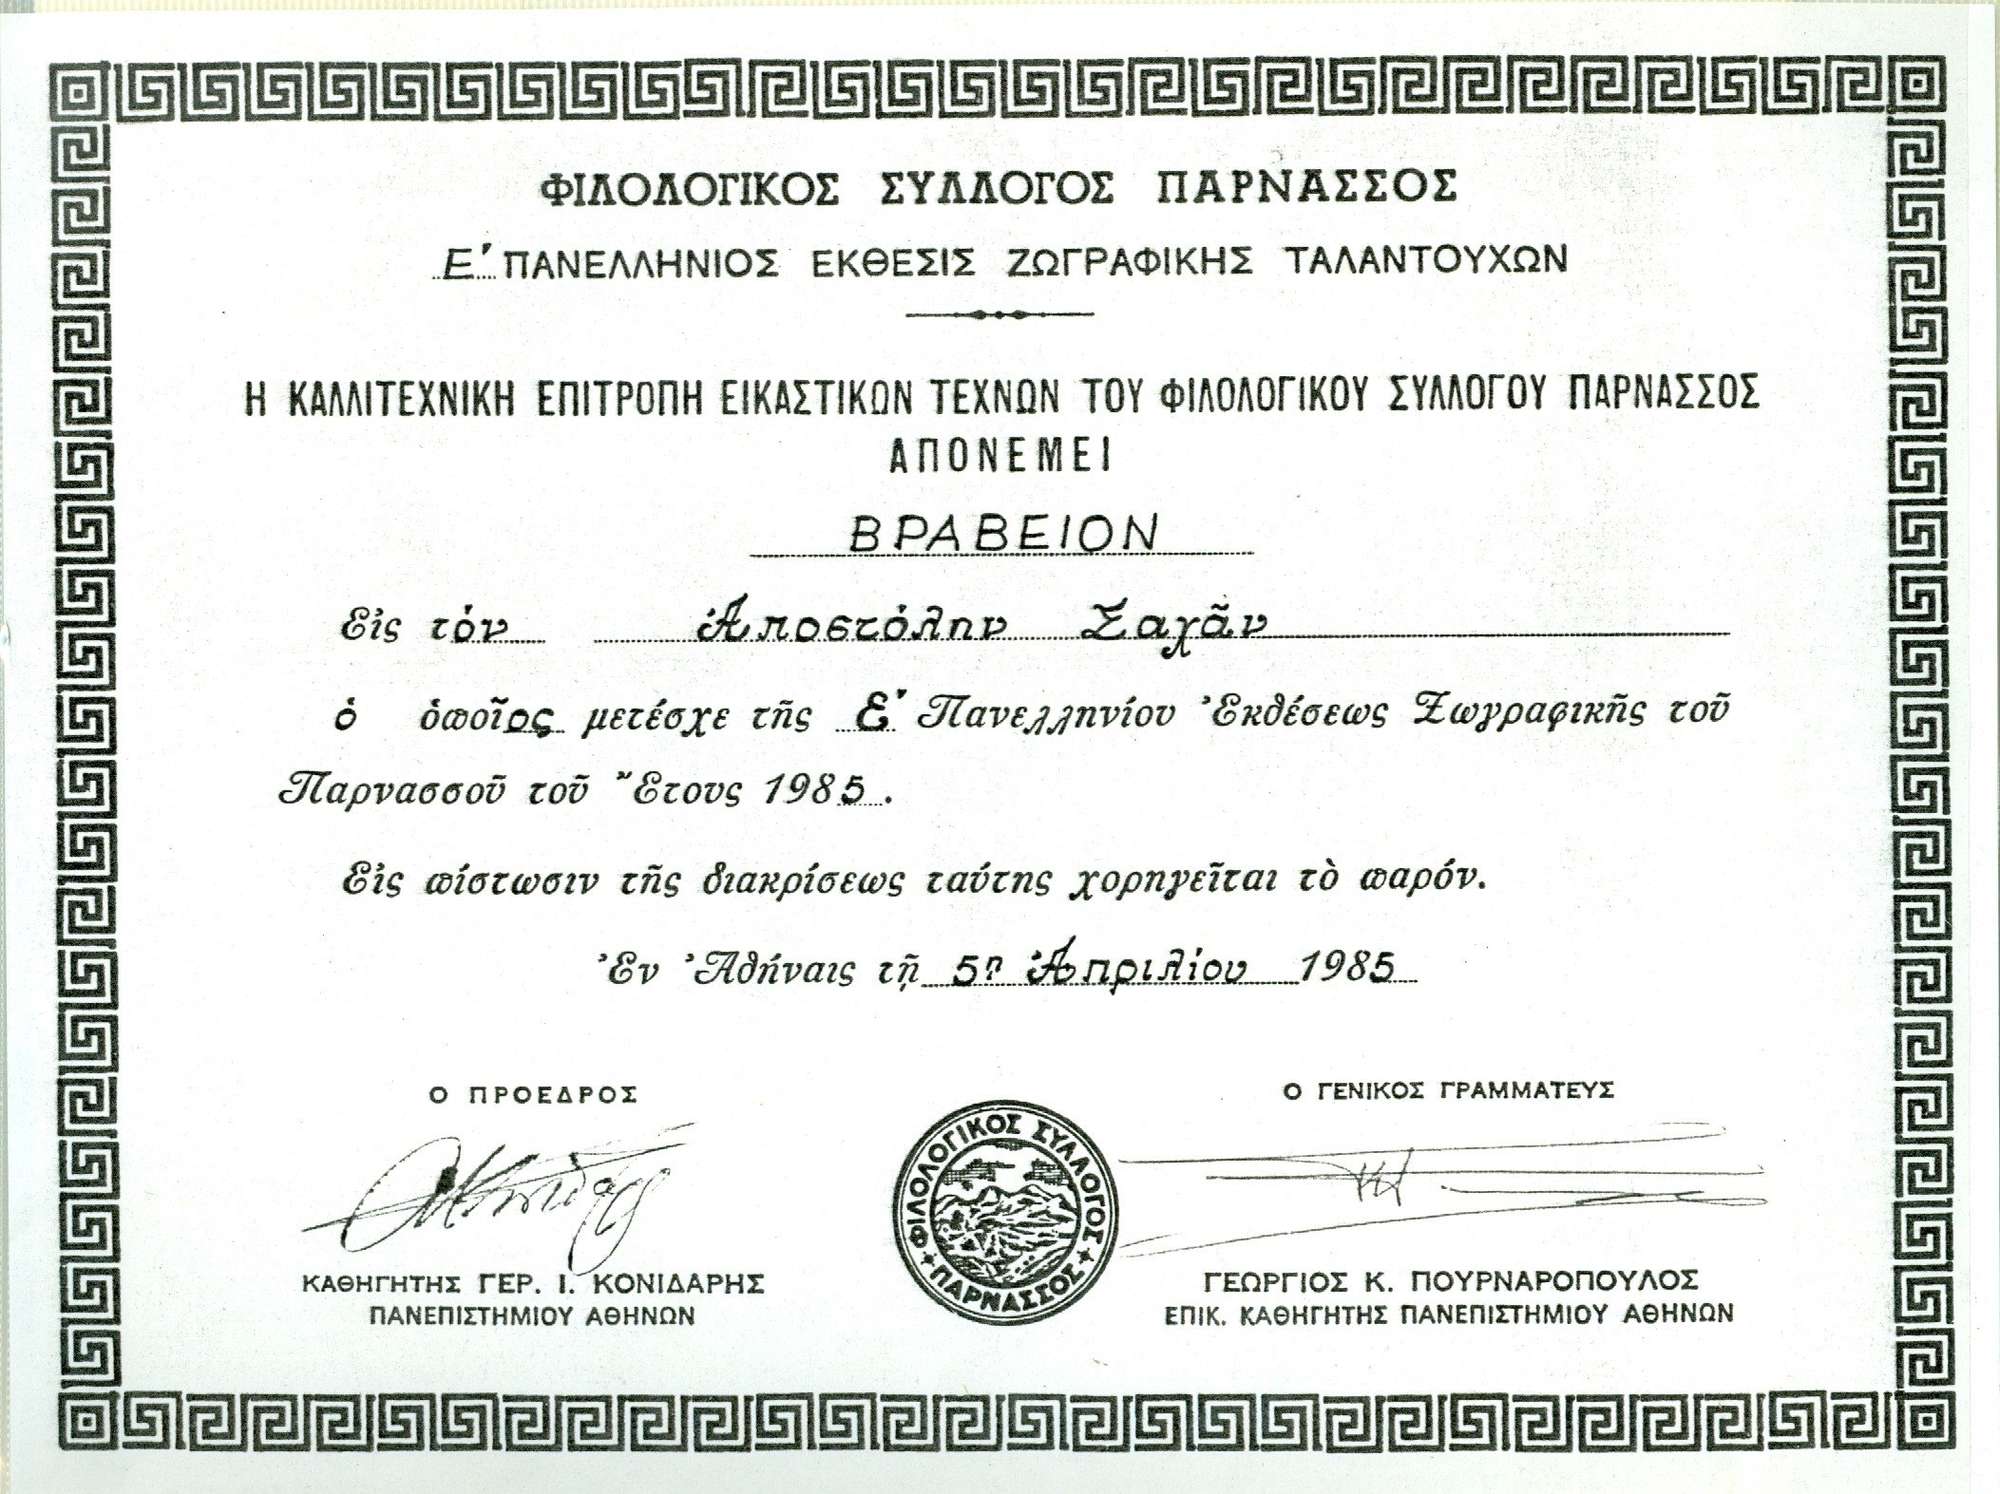 ΦΙΛΟΛΟΓΙΚΟΣ ΣΥΛΛΟΓΟΣ ΠΑΡΝΑΣΣΟΣ
Ε΄ ΠΑΝΕΛΛΗΝΙΟΣ ΕΚΘΕΣΙΣ ΖΩΓΡΑΦΙΚΗΣ ΤΑΛΑΝΤΟΥΧΩΝ
Η ΚΑΛΛΙΤΕΧΝΙΚΗ ΕΠΙΤΡΟΠΗ ΕΙΚΑΣΤΙΚΩΝ ΤΕΧΝΩΝ ΤΟΥ ΦΙΛΟΛΟΓΙΚΟΥ ΣΥΛΛΟΓΟΥ ΠΑΡΝΑΣΣΟΣ
ΑΠΟΝΕΜΕΙ
ΒΡΑΒΕΙΟΝ
Εἰς τὸν Ἀποστόλην Σαχᾶν
ὁ ὁποῖος μετέσχε τῆς Ε΄ Πανελληνίου Ἐκθέσεως Ζωγραφικῆς τοῦ
Παρνασσοῦ τοῦ Ἔτους 1985.
Εἰς πίστωσιν τῆς διακρίσεως ταύτης χορηγεῖται τὸ παρόν.
Ἐν Ἀθήναις τῇ 5η Ἀπριλίου 1985
Ο ΠΡΟΕΔΡΟΣ
Ο ΓΕΝΙΚΟΣ ΓΡΑΜΜΑΤΕΥΣ
ΦΙΛΟΛΟΓΙΚΟΣ ΣΥΛΛΟΓΟΣ
ΠΑΡΝΑΣΣΟΣ
ΚΑΘΗΓΗΤΗΣ ΓΕΡ. Ι. ΚΟΝΙΔΑΡΗΣ
ΠΑΝΕΠΙΣΤΗΜΙΟΥ ΑΘΗΝΩΝ
ΓΕΩΡΓΙΟΣ Κ. ΠΟΥΡΝΑΡΟΠΟΥΛΟΣ
ΕΠΙΚ. ΚΑΘΗΓΗΤΗΣ ΠΑΝΕΠΙΣΤΗΜΙΟΥ ΑΘΗΝΩΝ